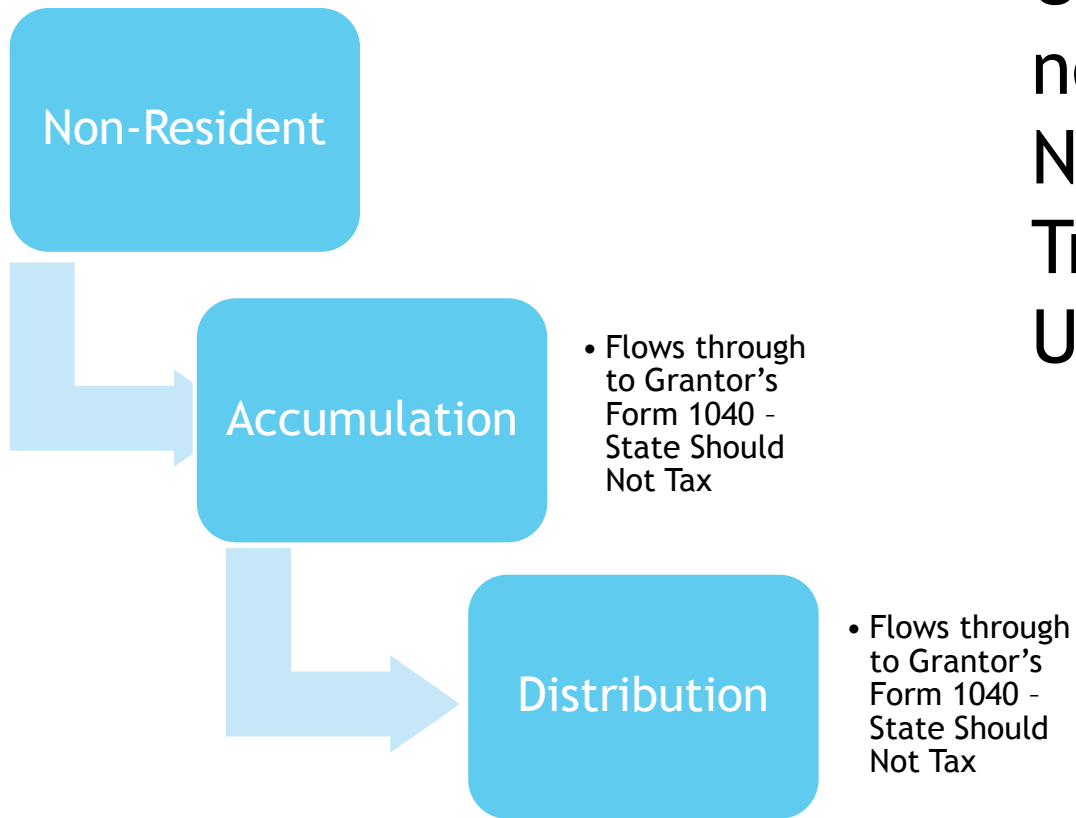 Non-Resident
Accumulation
• Flows through
to Grantor’s
Form 1040 –
State Should
Not Tax
Distribution
• Flows through
to Grantor’s
Form 1040 –
State Should
Not Tax